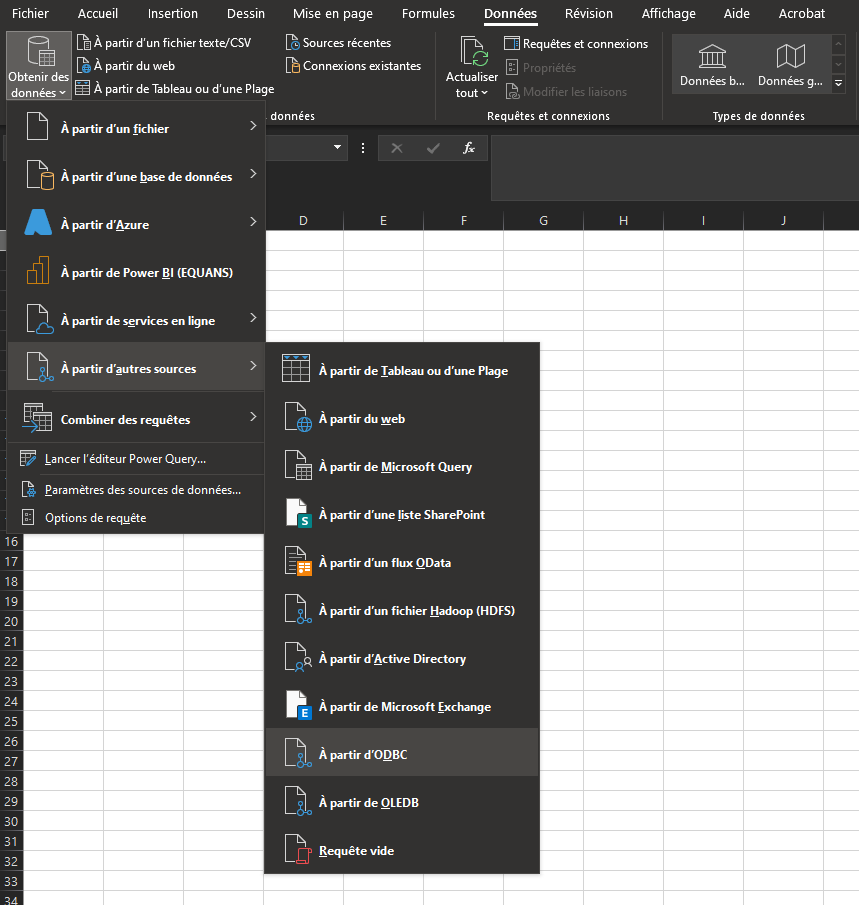 Fichier Accueil Insertion Dessin Mise en page Formules Données Révision Affichage Aide Acrobat
Obtenir des
données
À partir d'un fichier texte/CSV
À partir du web
À partir de Tableau ou d'une Plage
Sources récentes
Connexions existantes
données
Actualiser
tout
Requêtes et connexions
Propriétés
Modifier les liaisons
Requêtes et connexions
Données b...
Données g...
Types de données
fx
À partir d'un fichier
À partir d'une base de données
À partir d'Azure
À partir de Power BI (EQUANS)
À partir de services en ligne
À partir d'autres sources
Combiner des requêtes
Lancer l'éditeur Power Query...
Paramètres des sources de données...
Options de requête
À partir de Tableau ou d'une Plage
À partir du web
À partir de Microsoft Query
À partir d'une liste SharePoint
À partir d'un flux OData
À partir d'un fichier Hadoop (HDFS)
À partir d'Active Directory
À partir de Microsoft Exchange
À partir d'ODBC
À partir de OLEDB
Requête vide
D E F G H I J
16
17
18
19
20
21
22
23
24
25
26
27
28
29
30
31
32
33
34